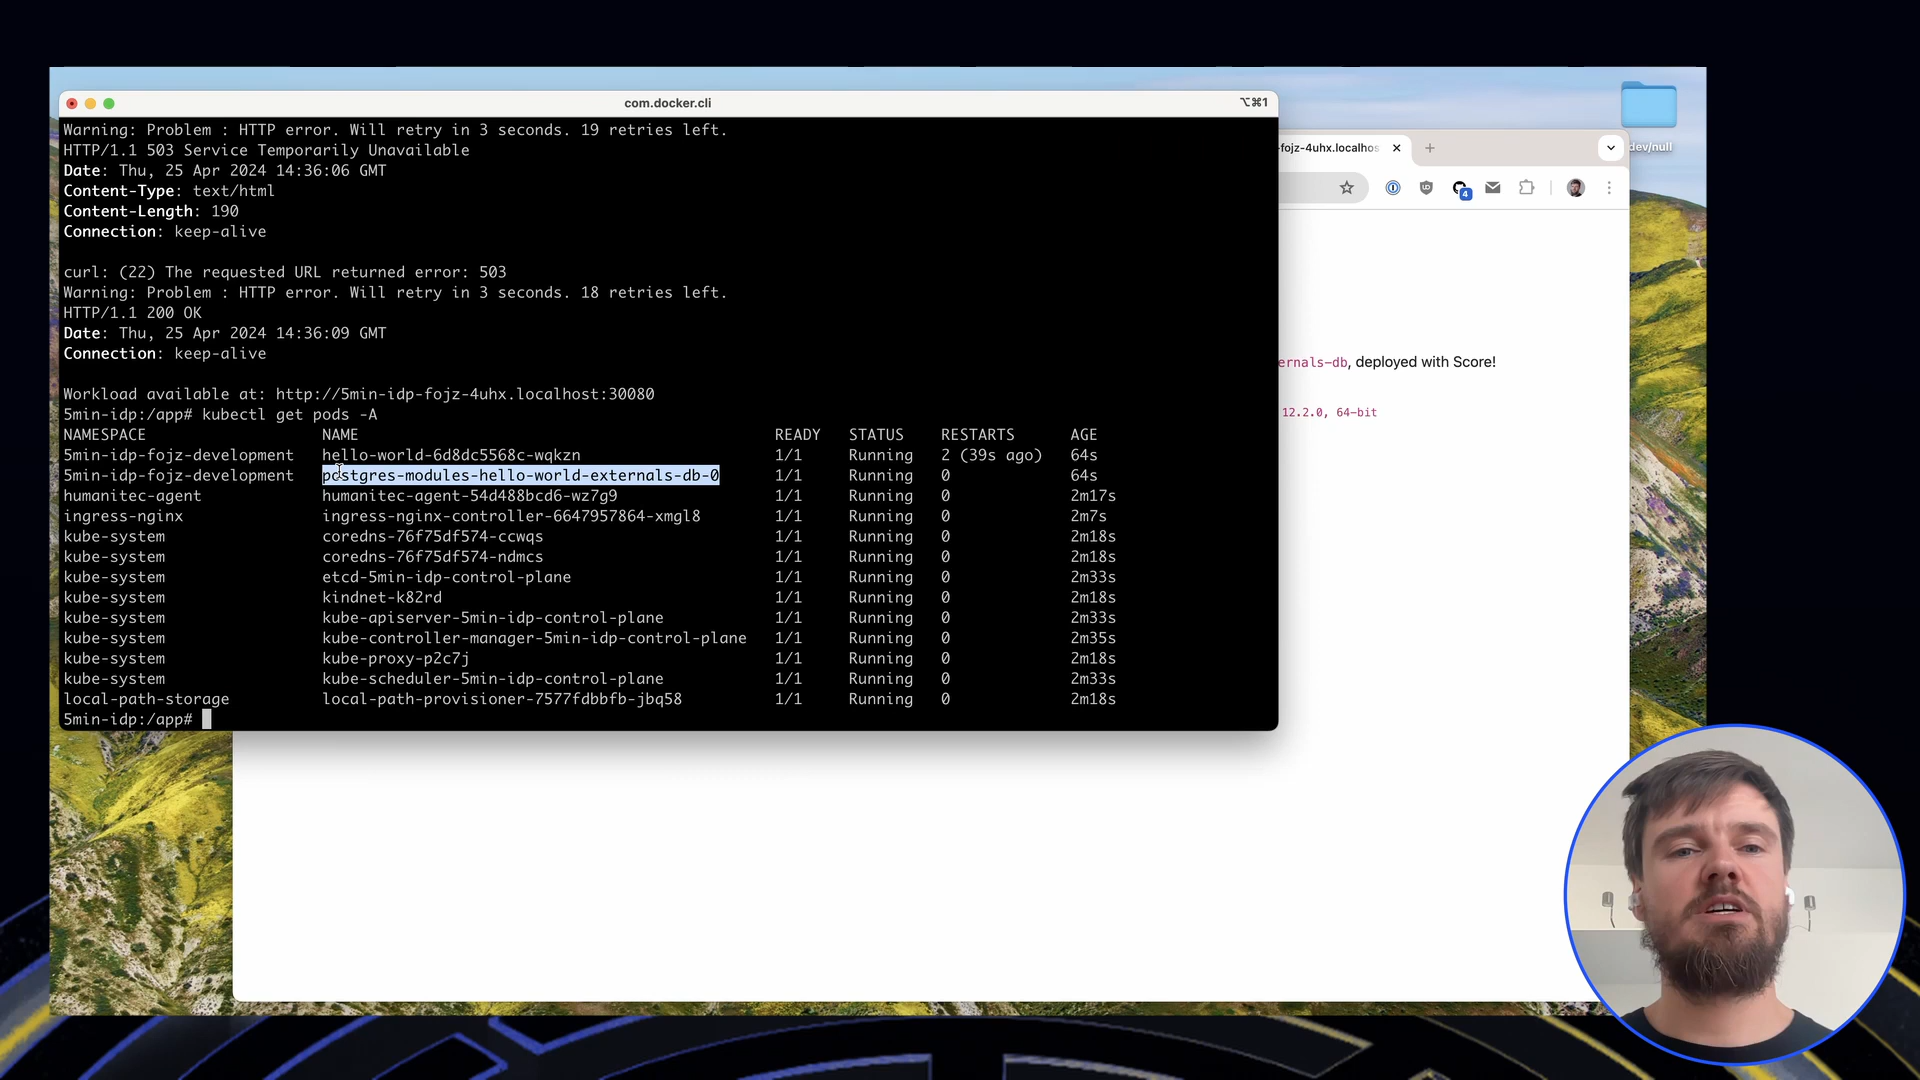 com.docker.cli
⌥⌘1
Warning: Problem : HTTP error. Will retry in 3 seconds. 19 retries left.
HTTP/1.1 503 Service Temporarily Unavailable
Date: Thu, 25 Apr 2024 14:36:06 GMT
Content-Type: text/html
Content-Length: 190
Connection: keep-alive
curl: (22) The requested URL returned error: 503
Warning: Problem : HTTP error. Will retry in 3 seconds. 18 retries left.
HTTP/1.1 200 OK
Date: Thu, 25 Apr 2024 14:36:09 GMT
Connection: keep-alive
Workload available at: http://5min-idp-fojz-4uhx.localhost:30080
5min-idp:/app# kubectl get pods -A
NAMESPACE NAME READY STATUS RESTARTS AGE
5min-idp-fojz-development hello-world-6d8dc5568c-wqkzn 1/1 Running 2 (39s ago) 64s
5min-idp-fojz-development postgres-modules-hello-world-externals-db-0 1/1 Running 0 64s
humanitec-agent humanitec-agent-54d488bcd6-wz7g9 1/1 Running 0 2m17s
ingress-nginx ingress-nginx-controller-6647957864-xmgl8 1/1 Running 0 2m7s
kube-system coredns-76f75df574-ccwqs 1/1 Running 0 2m18s
kube-system coredns-76f75df574-ndmcs 1/1 Running 0 2m18s
kube-system etcd-5min-idp-control-plane 1/1 Running 0 2m33s
kube-system kindnet-k82rd 1/1 Running 0 2m18s
kube-system kube-apiserver-5min-idp-control-plane 1/1 Running 0 2m33s
kube-system kube-controller-manager-5min-idp-control-plane 1/1 Running 0 2m35s
kube-system kube-proxy-p2c7j 1/1 Running 0 2m18s
kube-system kube-scheduler-5min-idp-control-plane 1/1 Running 0 2m33s
local-path-storage local-path-provisioner-7577fdbbfb-jbq58 1/1 Running 0 2m18s
5min-idp:/app#
-fojz-4uhx.localhos
dev/null
4
ernals-db, deployed with Score!
12.2.0, 64-bit